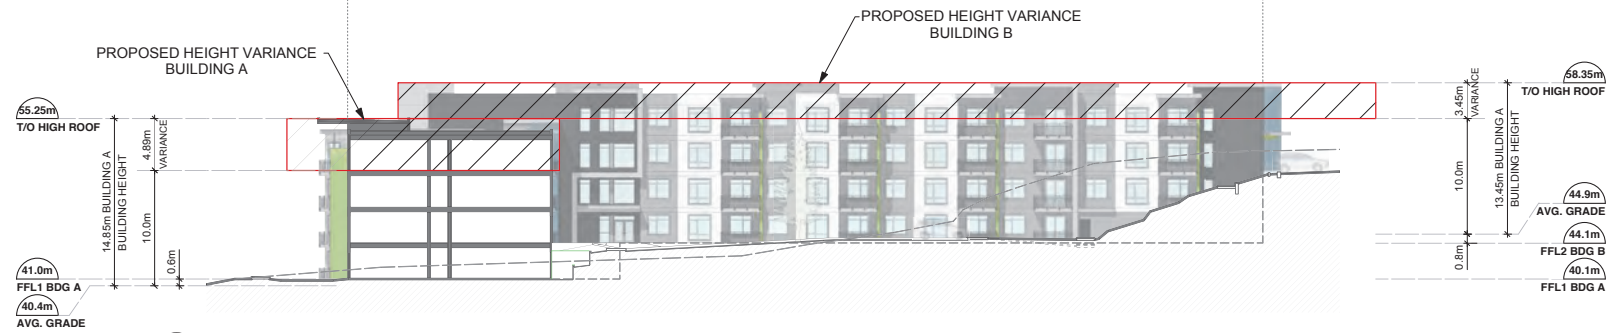 PROPOSED HEIGHT VARIANCE
BUILDING B
PROPOSED HEIGHT VARIANCE
BUILDING A
55.25m
T/O HIGH ROOF
4.89m
VARIANCE
14.85m BUILDING A
BUILDING HEIGHT
10.0m
0.6m
41.0m
FFL1 BDG A
40.4m
AVG. GRADE
58.35m
T/O HIGH ROOF
3.45m
VARIANCE
13.45m BUILDING A
BUILDING HEIGHT
10.0m
44.9m
AVG. GRADE
44.1m
FFL2 BDG B
0.8m
40.1m
FFL1 BDG A